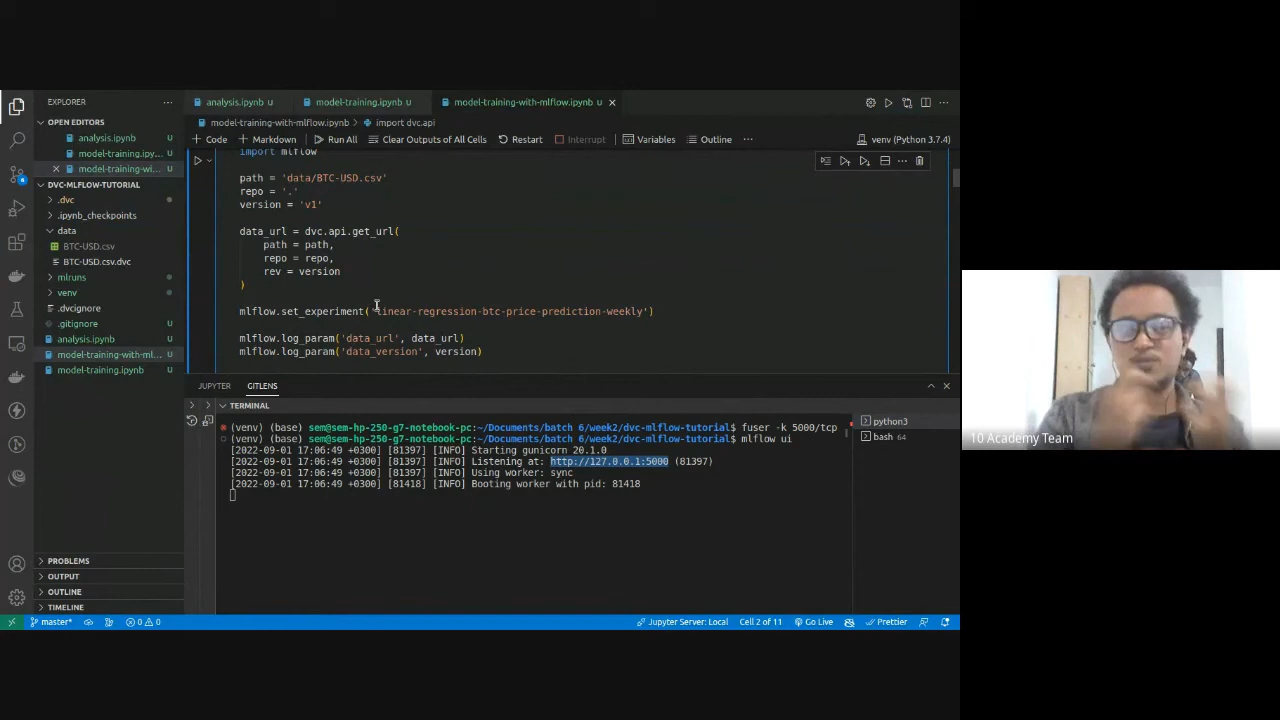 EXPLORER
OPEN EDITORS
analysis.ipynb U
model-training.ipy... U
model-training-wi... U
DVC-MLFLOW-TUTORIAL
.dvc
.ipynb_checkpoints
data
BTC-USD.csv
BTC-USD.csv.dvc
mlruns
venv
.dvcignore
.gitignore U
analysis.ipynb U
model-training-with-ml... U
model-training.ipynb U
PROBLEMS
OUTPUT
OUTLINE
TIMELINE
analysis.ipynb U model-training.ipynb U model-training-with-mlflow.ipynb U
model-training-with-mlflow.ipynb > import dvc.api
+ Code + Markdown Run All Clear Outputs of All Cells Restart Interrupt Variables Outline ... venv (Python 3.7.4)
import mlflow
path = 'data/BTC-USD.csv'
repo = '.'
version = 'v1'
data_url = dvc.api.get_url(
path = path,
repo = repo,
rev = version
)
mlflow.set_experiment('linear-regression-btc-price-prediction-weekly')
mlflow.log_param('data_url', data_url)
mlflow.log_param('data_version', version)
JUPYTER GITLENS
TERMINAL
(venv) (base) sem@sem-hp-250-g7-notebook-pc:~/Documents/batch 6/week2/dvc-mlflow-tutorial$ fuser -k 5000/tcp
(venv) (base) sem@sem-hp-250-g7-notebook-pc:~/Documents/batch 6/week2/dvc-mlflow-tutorial$ mlflow ui
[2022-09-01 17:06:49 +0300] [81397] [INFO] Starting gunicorn 20.1.0
[2022-09-01 17:06:49 +0300] [81397] [INFO] Listening at: http://127.0.0.1:5000 (81397)
[2022-09-01 17:06:49 +0300] [81397] [INFO] Using worker: sync
[2022-09-01 17:06:49 +0300] [81418] [INFO] Booting worker with pid: 81418
python3
bash 64
master* 0 0 Jupyter Server: Local Cell 2 of 11 Go Live Prettier
10 Academy Team